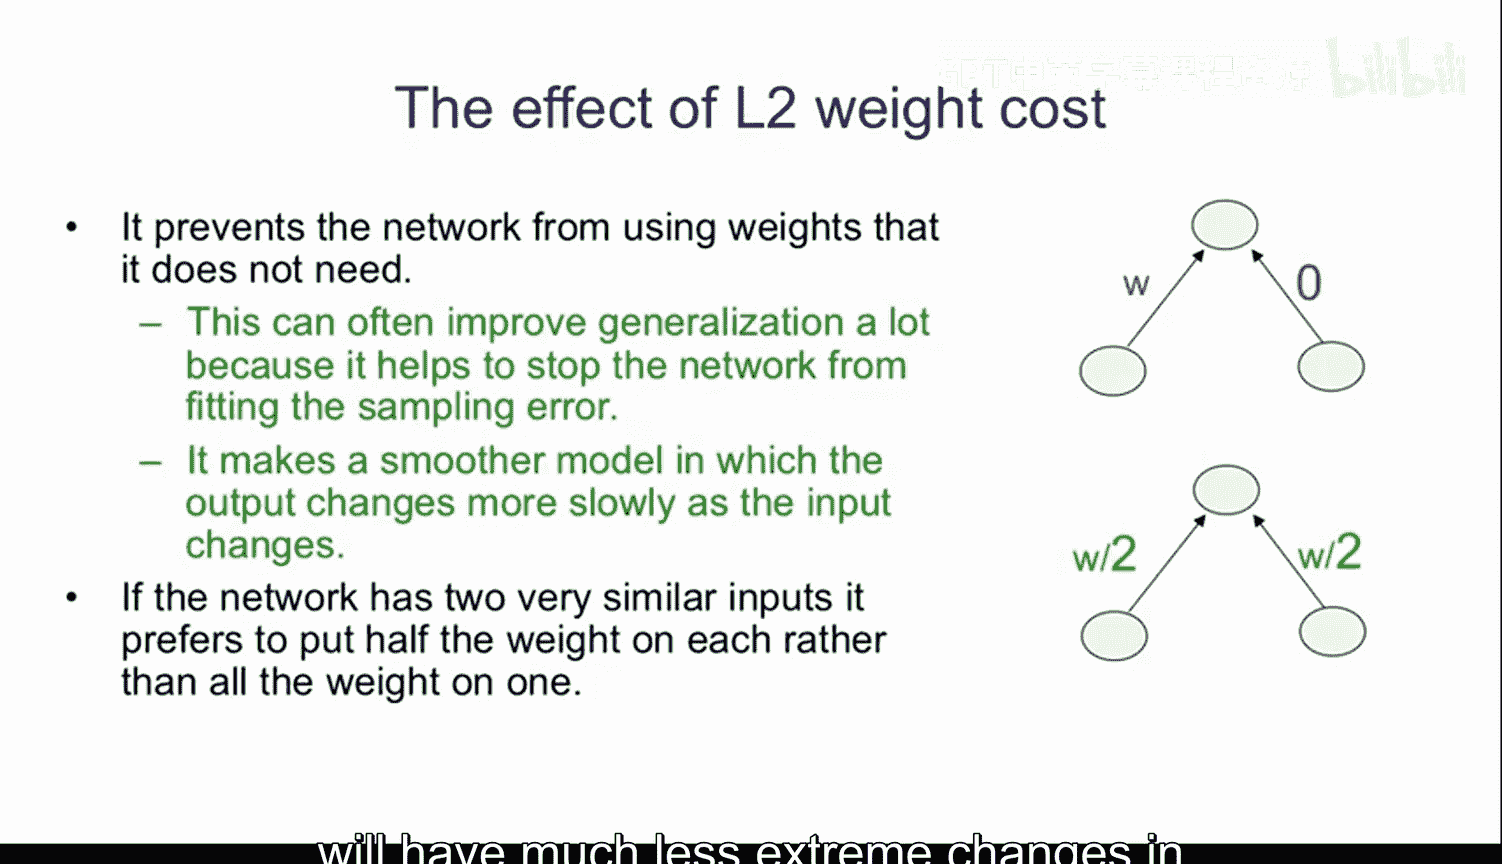 bilibili
The effect of L2 weight cost
• It prevents the network from using weights that
it does not need.
– This can often improve generalization a lot
because it helps to stop the network from
fitting the sampling error.
– It makes a smoother model in which the
output changes more slowly as the input
changes.
• If the network has two very similar inputs it
prefers to put half the weight on each rather
than all the weight on one.
w 0
w/2 w/2
will have much less extreme changes in